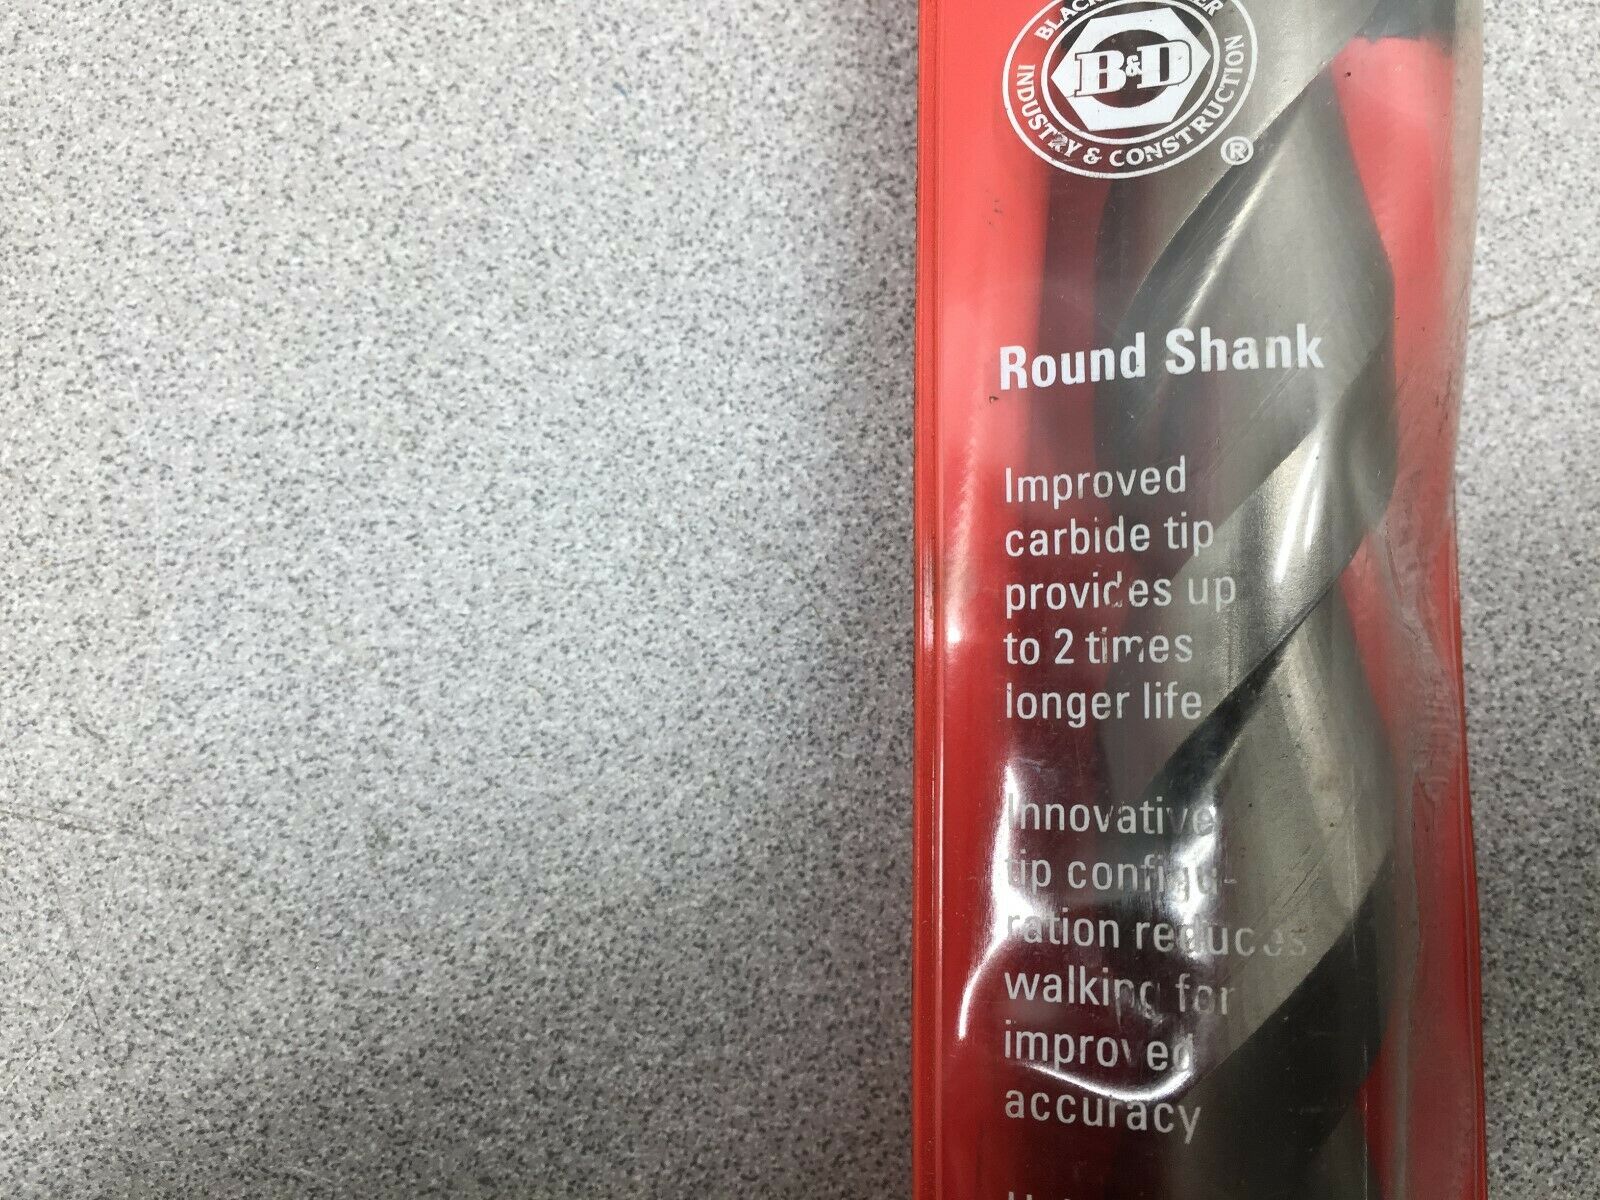 B&D
INDUSTRY & CONSTRUCTION
®
Round Shank
Improved
carbide tip
provides up
to 2 times
longer life
Innovative
tip configu-
ration reduces
walking for
improved
accuracy